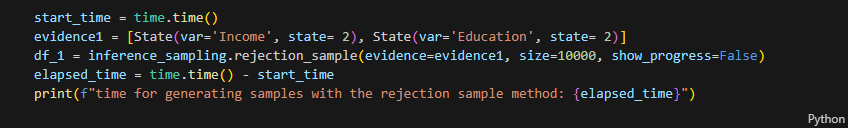 start_time = time.time()
evidence1 = [State(var='Income', state= 2), State(var='Education', state= 2)]
df_1 = inference_sampling.rejection_sample(evidence=evidence1, size=10000, show_progress=False)
elapsed_time = time.time() - start_time
print(f"time for generating samples with the rejection sample method: {elapsed_time}")
Python